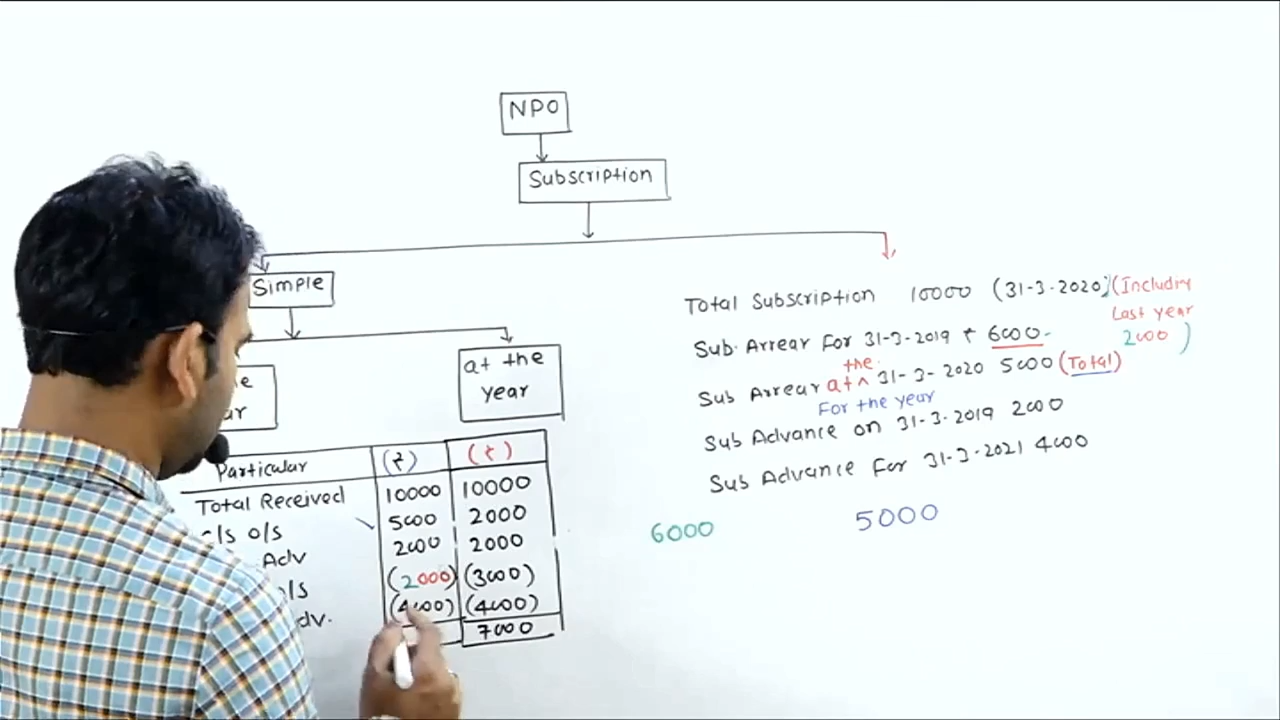 NPO
Subscription
Simple
at the
year
Particular (₹) (₹)
Total Received 10000 10000
c/s o/s 5000 2000
Adv 2000 2000
(2000) (3000)
(4000) (4000)
7000
Total Subscription 10000 (31-3-2020) (Including
Last year
2000)
Sub. Arrear for 31-3-2019 ₹ 6000
the
Sub Arrear at ^ 31-3-2020 5000 (Total)
For the year
Sub Advance on 31-3-2019 2000
Sub Advance for 31-3-2021 4000
6000
5000